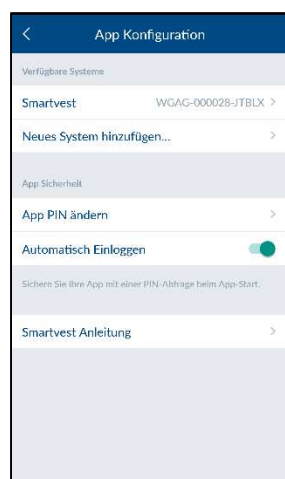 App Konfiguration
Verfügbare Systeme
Smartvest WGAG-000028-JTBLX
Neues System hinzufügen...
App Sicherheit
App PIN ändern
Automatisch Einloggen
Sichern Sie Ihre App mit einer PIN-Abfrage beim App-Start.
Smartvest Anleitung